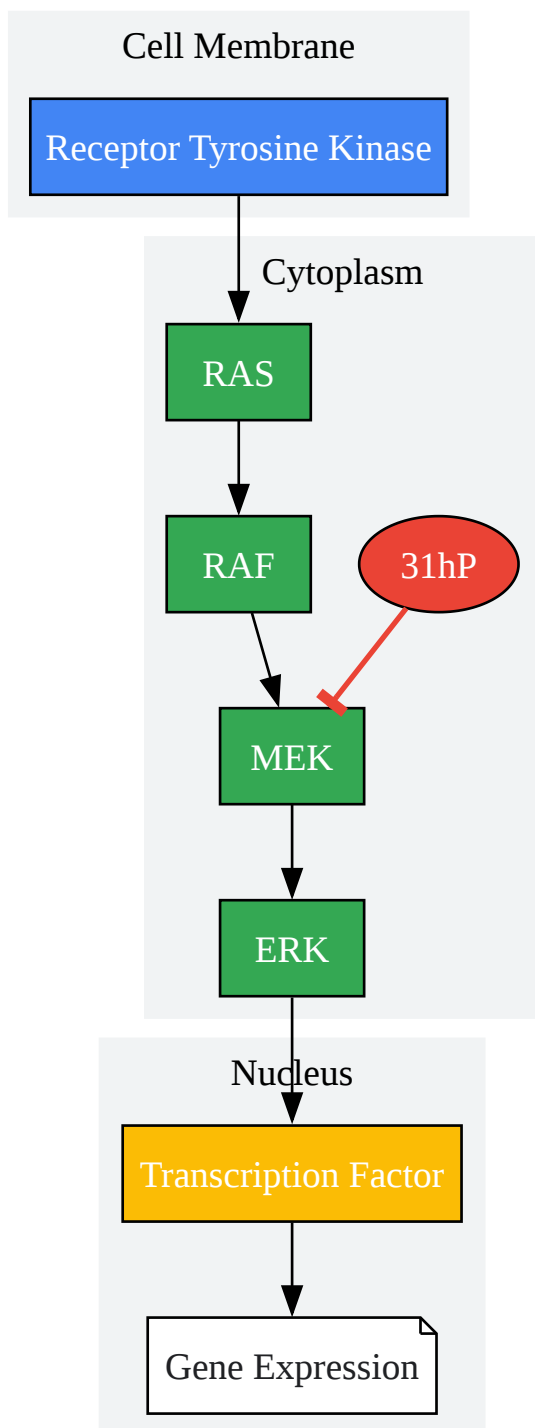 Cell Membrane
Receptor Tyrosine Kinase
Cytoplasm
RAS
RAF
31hP
MEK
ERK
Nucleus
Transcription Factor
Gene Expression